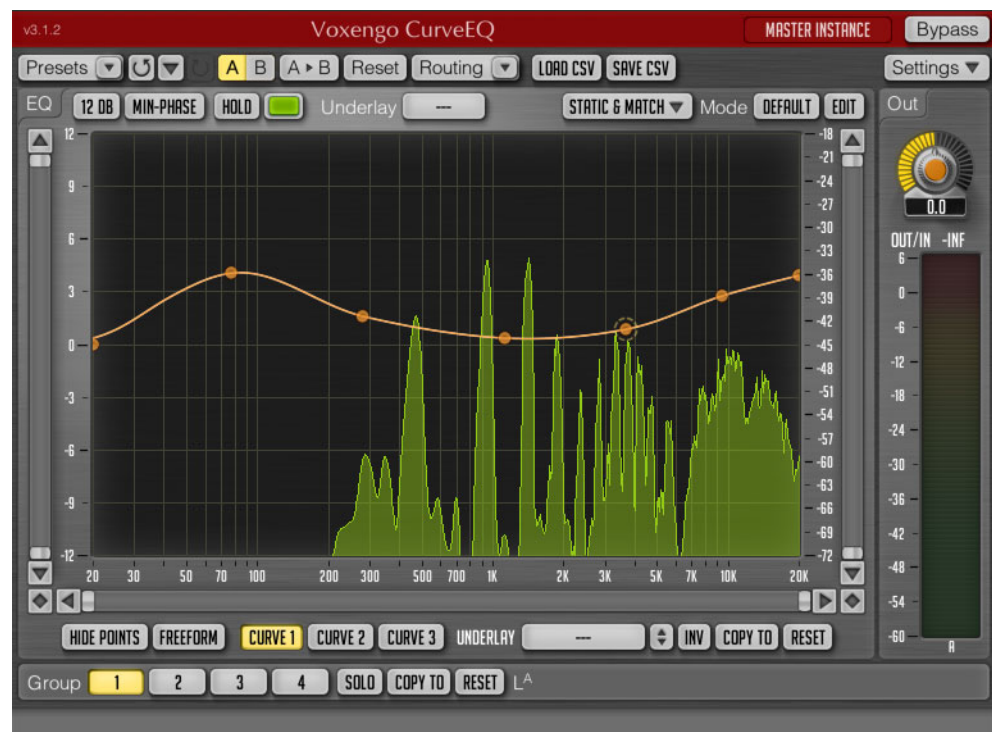 v3.1.2 Voxengo CurveEQ MASTER INSTANCE Bypass
Presets A B A ▸ B Reset Routing LOAD CSV SAVE CSV Settings
EQ 12 DB MIN-PHASE HOLD Underlay --- STATIC & MATCH Mode DEFAULT EDIT Out
12 -18
-21
9 -24
-27 0.0
6 -30 OUT/IN -INF
-33 6
3 -36
-39 0
0 -42 -6
-45
-48 -12
-3 -51 -18
-54
-57 -24
-6 -60 -30
-63
-9 -66 -36
-69 -42
-12 -72
20 30 50 70 100 200 300 500 700 1K 2K 3K 5K 7K 10K 20K -48
-54
HIDE POINTS FREEFORM CURVE 1 CURVE 2 CURVE 3 UNDERLAY --- INV COPY TO RESET -60
A
Group 1 2 3 4 SOLO COPY TO RESET LA